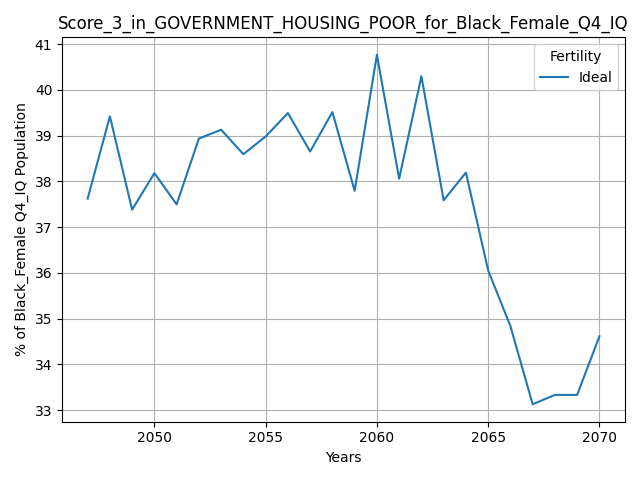 Score_3_in_GOVERNMENT_HOUSING_POOR_for_Black_Female_Q4_IQ
Fertility
Ideal
% of Black_Female Q4_IQ Population
41
40
39
38
37
36
35
34
33
2050
2055
2060
2065
2070
Years